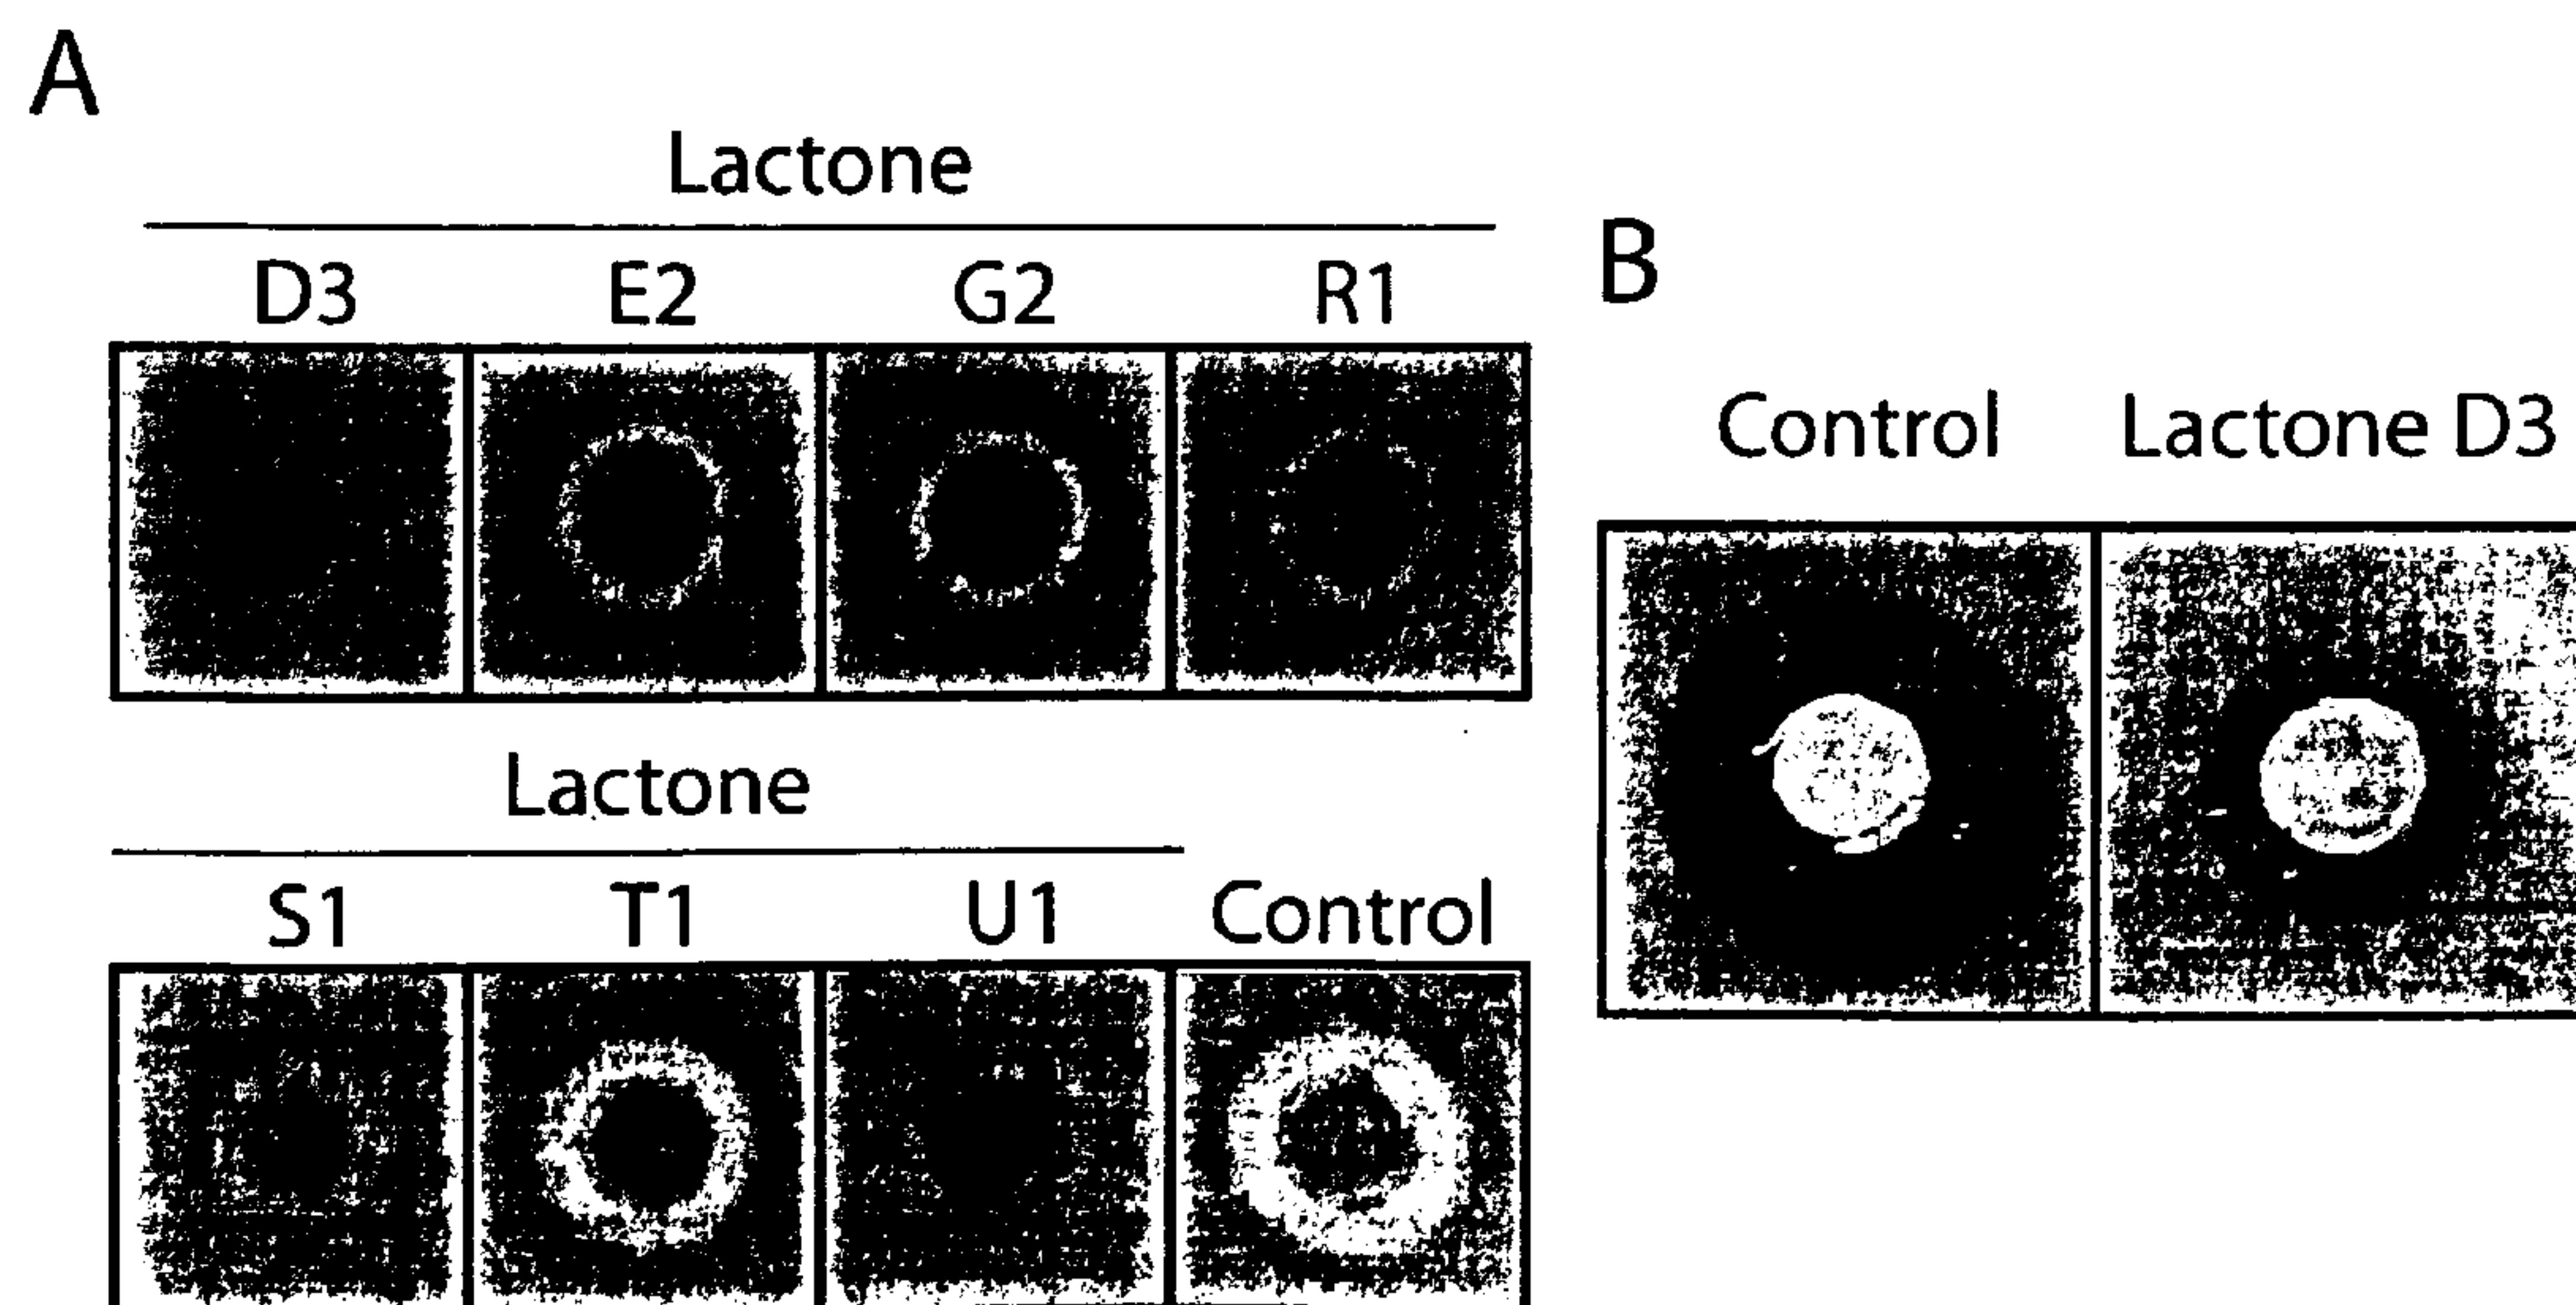 A
Lactone
D3 E2 G2 R1
Lactone
S1 T1 U1 Control
B
Control Lactone D3